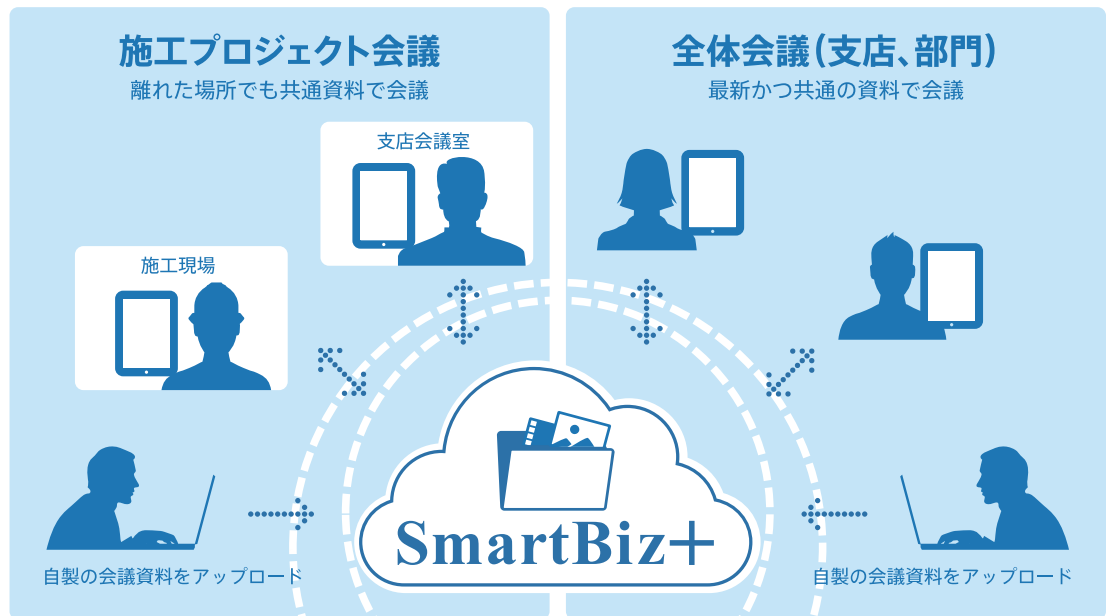 施工プロジェクト会議
離れた場所でも共通資料で会議
支店会議室
施工現場
自製の会議資料をアップロード
全体会議(支店、部門)
最新かつ共通の資料で会議
自製の会議資料をアップロード
SmartBiz+